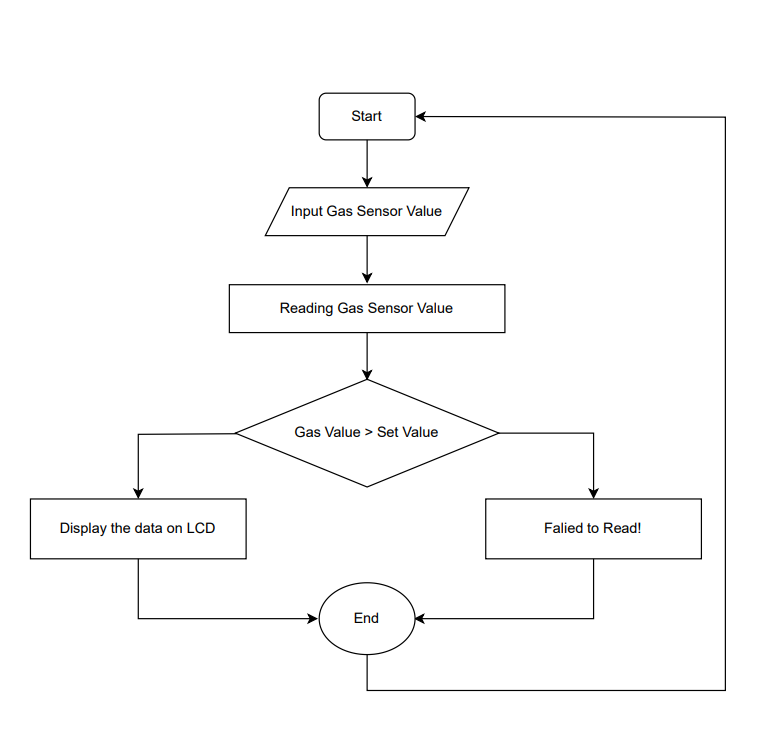 Start
Input Gas Sensor Value
Reading Gas Sensor Value
Gas Value > Set Value
Display the data on LCD
Falied to Read!
End